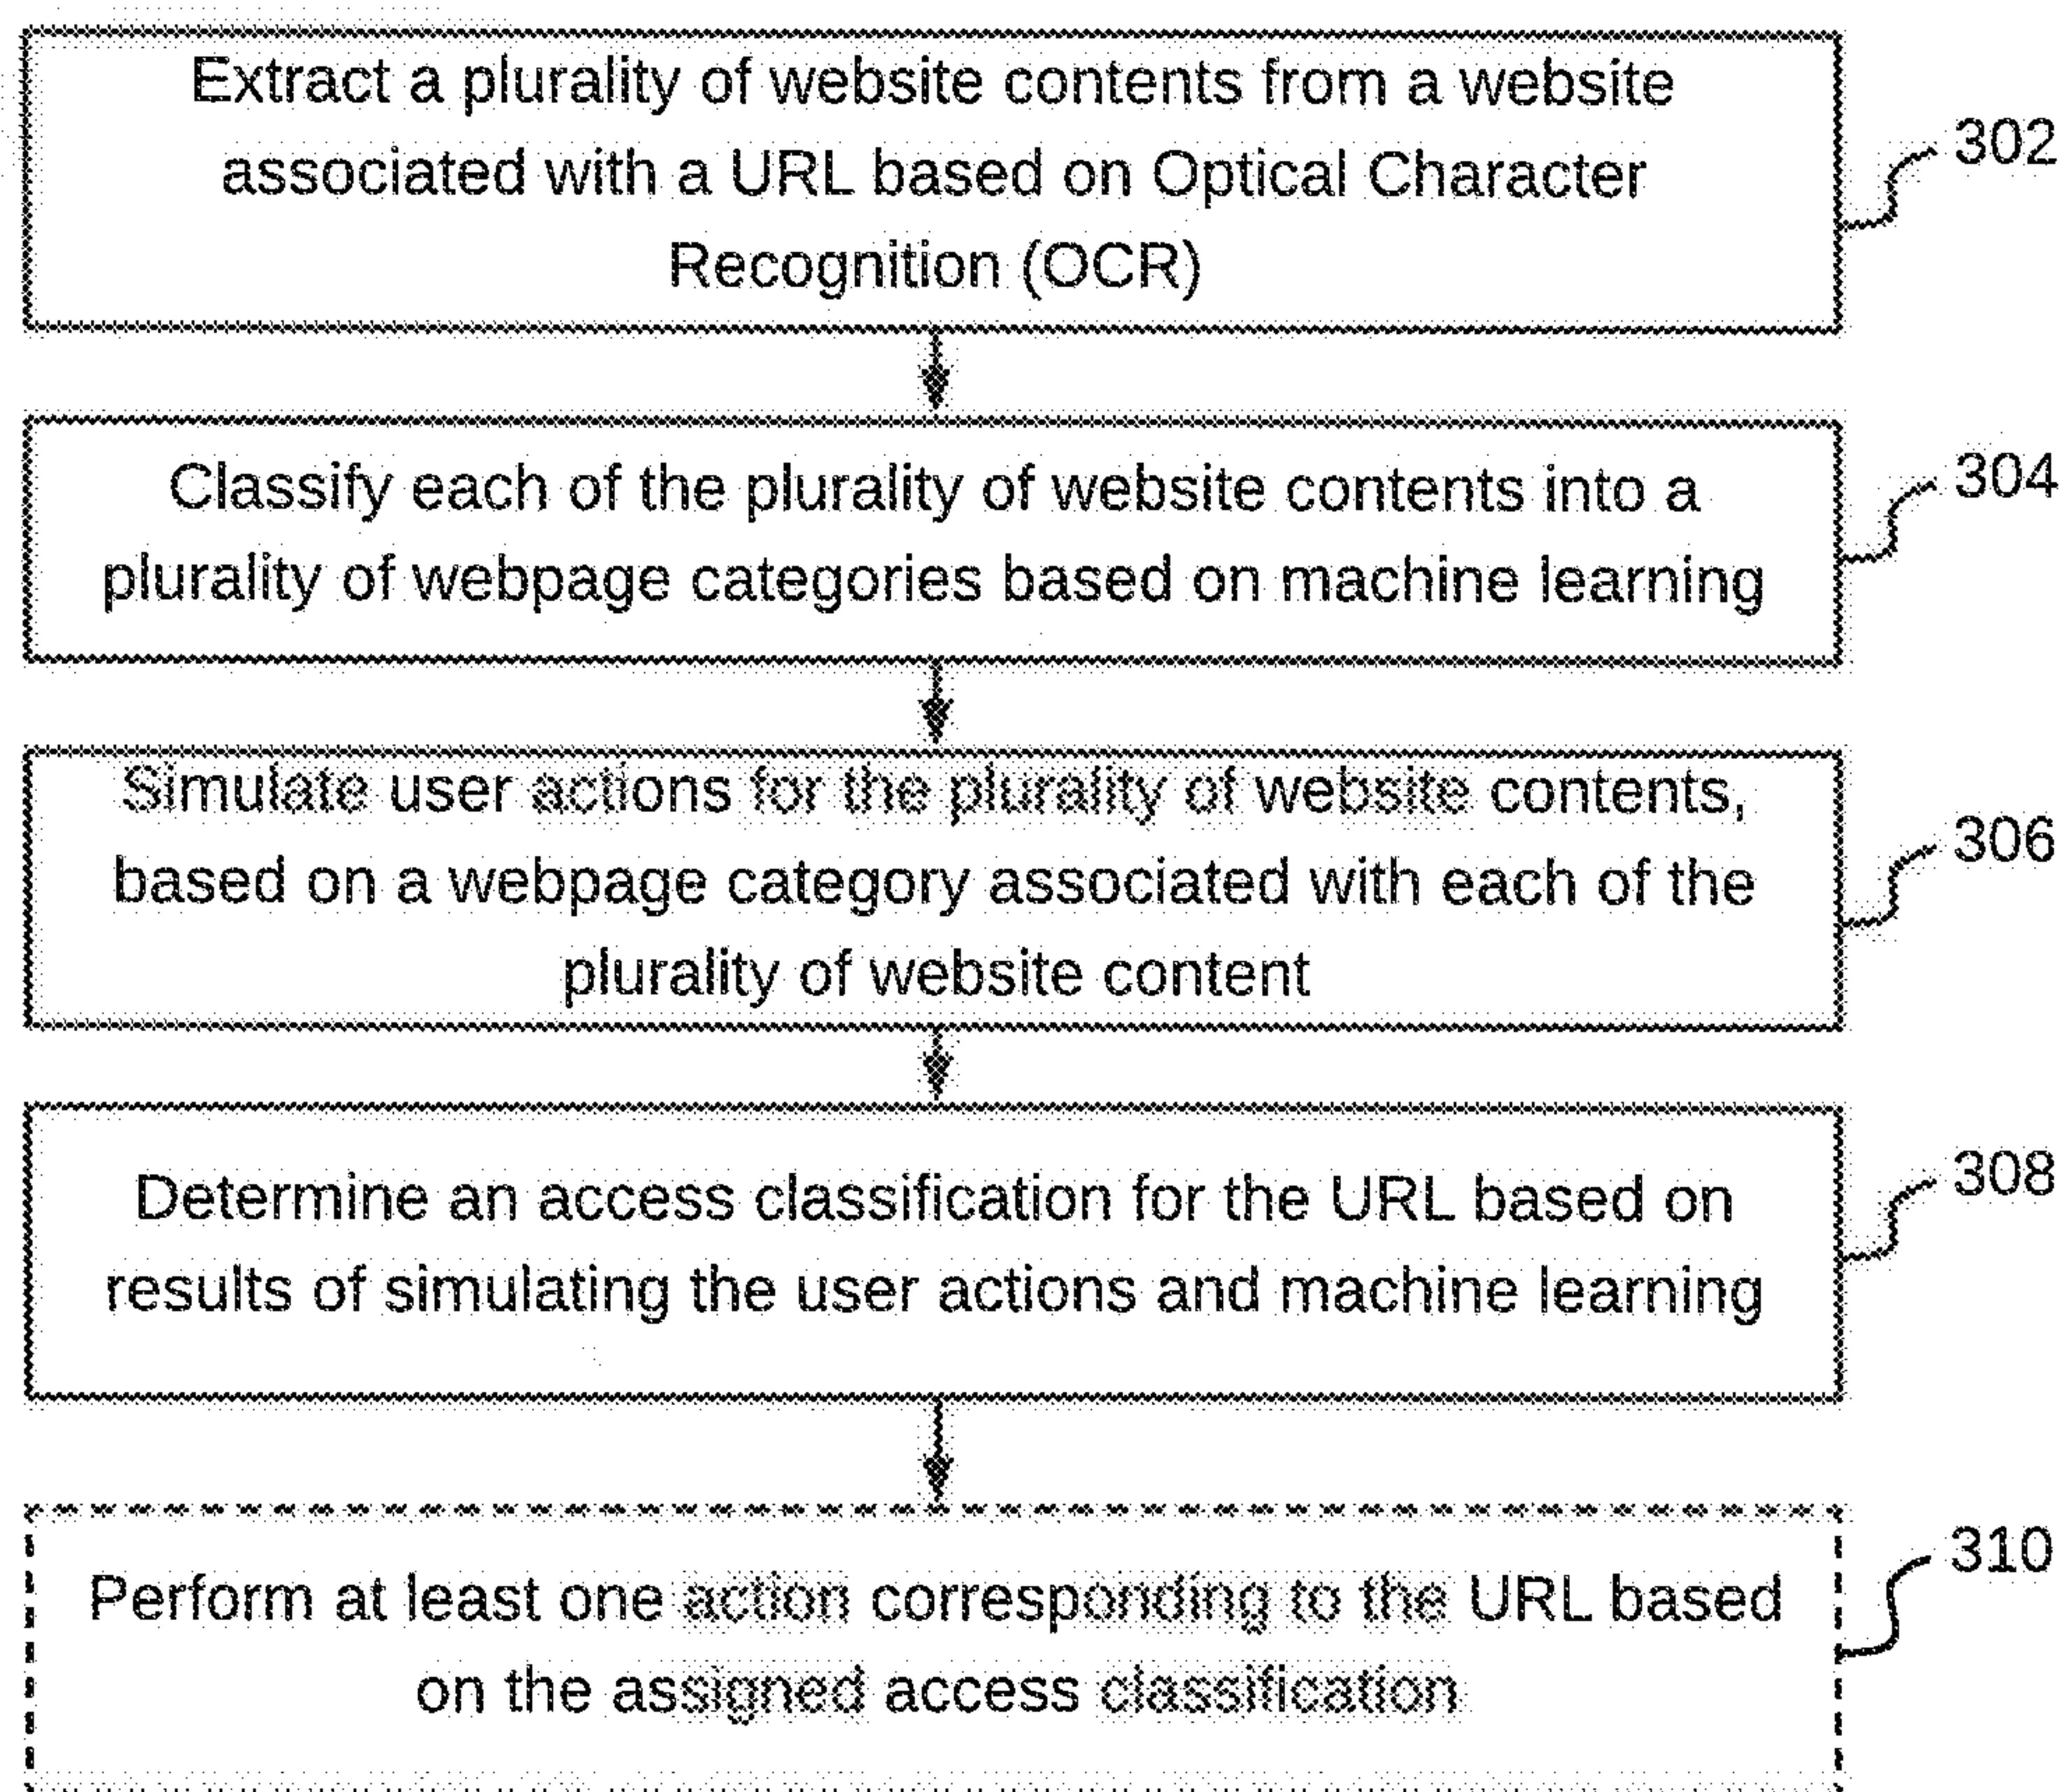 Extract a plurality of website contents from a website
associated with a URL based on Optical Character
Recognition (OCR)
302
Classify each of the plurality of website contents into a
plurality of webpage categories based on machine learning
304
Simulate user actions for the plurality of website contents,
based on a webpage category associated with each of the
plurality of website content
306
Determine an access classification for the URL based on
results of simulating the user actions and machine learning
308
Perform at least one action corresponding to the URL based
on the assigned access classification
310